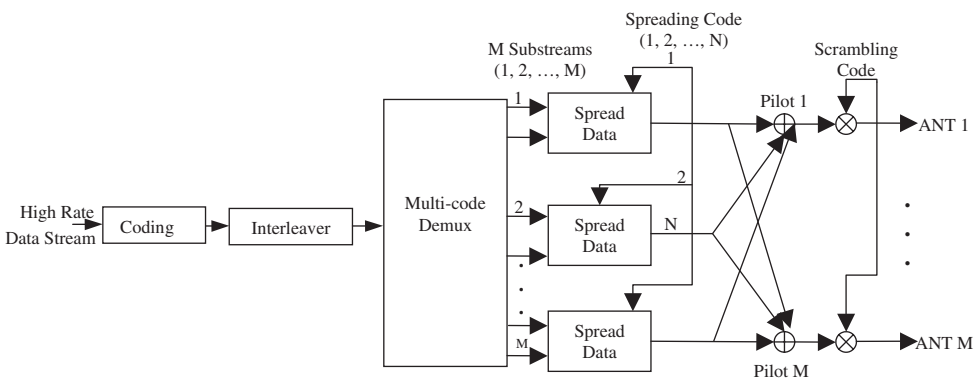 Spreading Code
(1, 2, …, N)
M Substreams
(1, 2, …, M)
Scrambling
Code
1
1
Spread
Data
Pilot 1
ANT 1
High Rate
Data Stream
Coding
Interleaver
Multi-code
Demux
2
2
Spread
Data
N
Spread
Data
M
Pilot M
ANT M